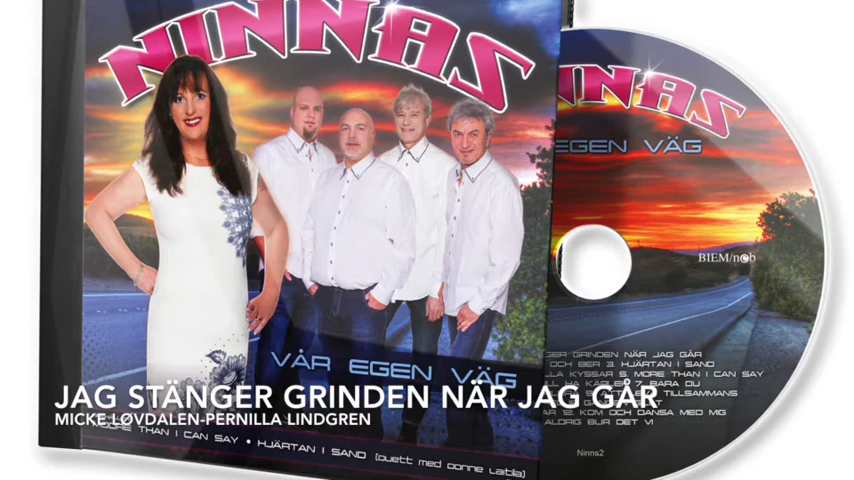 NINNAS
NNAS
EGEN VÄG
BIEM/ncb
VÅR EGEN VÄG
GER GRINDEN NÄR JAG GÅR
OCH BER 3. HJÄRTAN I SAND
LLA KYSSAR 5. MORE THAN I CAN SAY
7. BARA DU
TILLSAMMANS
12. KOM OCH DANSA MED MIG
ALDRIG BLIR DET VI
Ninns2
JAG STÄNGER GRINDEN NÄR JAG GÅR
MICKE LØVDALEN-PERNILLA LINDGREN
MORE THAN I CAN SAY • HJÄRTAN I SAND (duett med Donne Laitila)